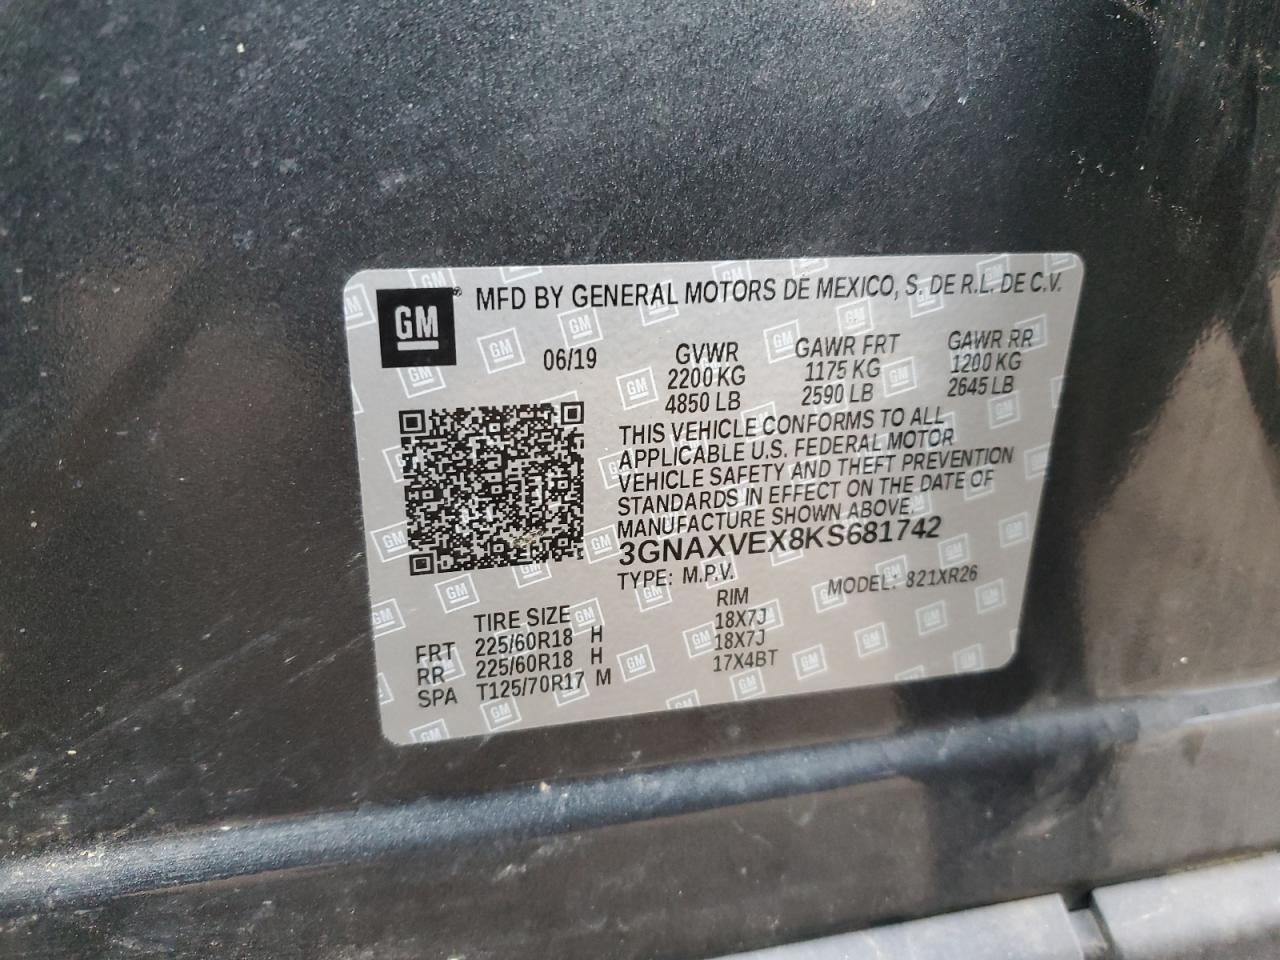 GM
MFD BY GENERAL MOTORS DE MEXICO, S. DE R.L. DE C.V.
06/19 GVWR GAWR FRT GAWR RR
2200 KG 1175 KG 1200 KG
4850 LB 2590 LB 2645 LB
THIS VEHICLE CONFORMS TO ALL
APPLICABLE U.S. FEDERAL MOTOR
VEHICLE SAFETY AND THEFT PREVENTION
STANDARDS IN EFFECT ON THE DATE OF
MANUFACTURE SHOWN ABOVE.
3GNAXVEX8KS681742
TYPE: M.P.V. MODEL: 821XR26
TIRE SIZE RIM
FRT 225/60R18 H 18X7J
RR 225/60R18 H 18X7J
SPA T125/70R17 M 17X4BT